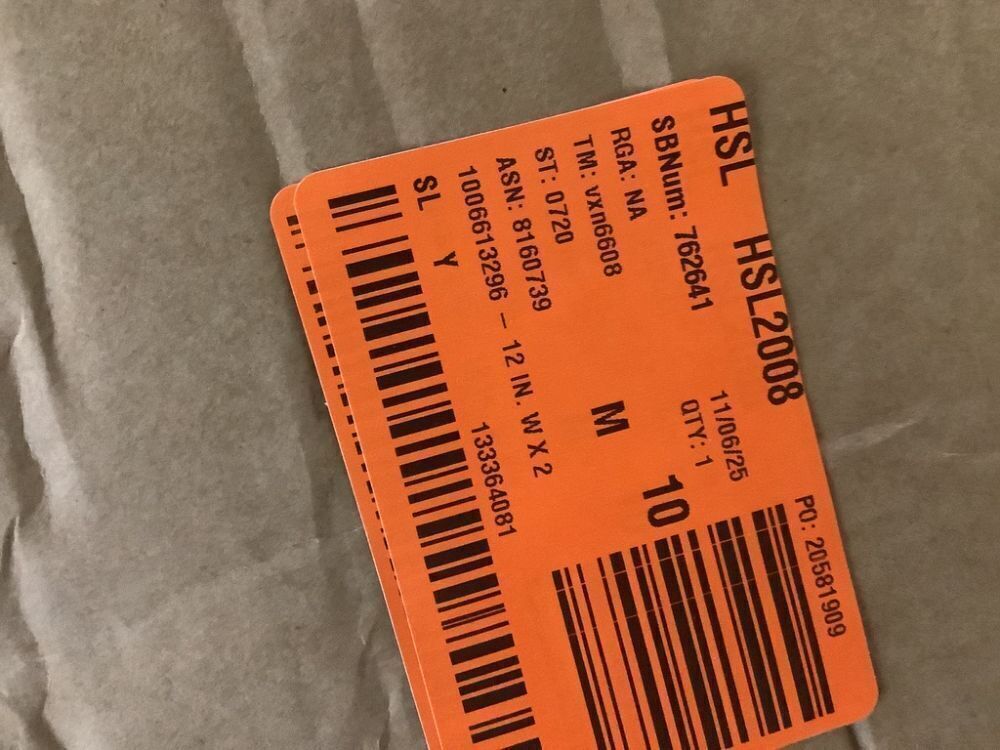 HSL HSL2008
PO: 20581909
SBNum: 762641
11/06/25
RGA: NA
QTY: 1
TM: vxn6608
M
10
ST: 0720
ASN: 8160739
1006613296 – 12 IN. W X 2
SL Y
133364081